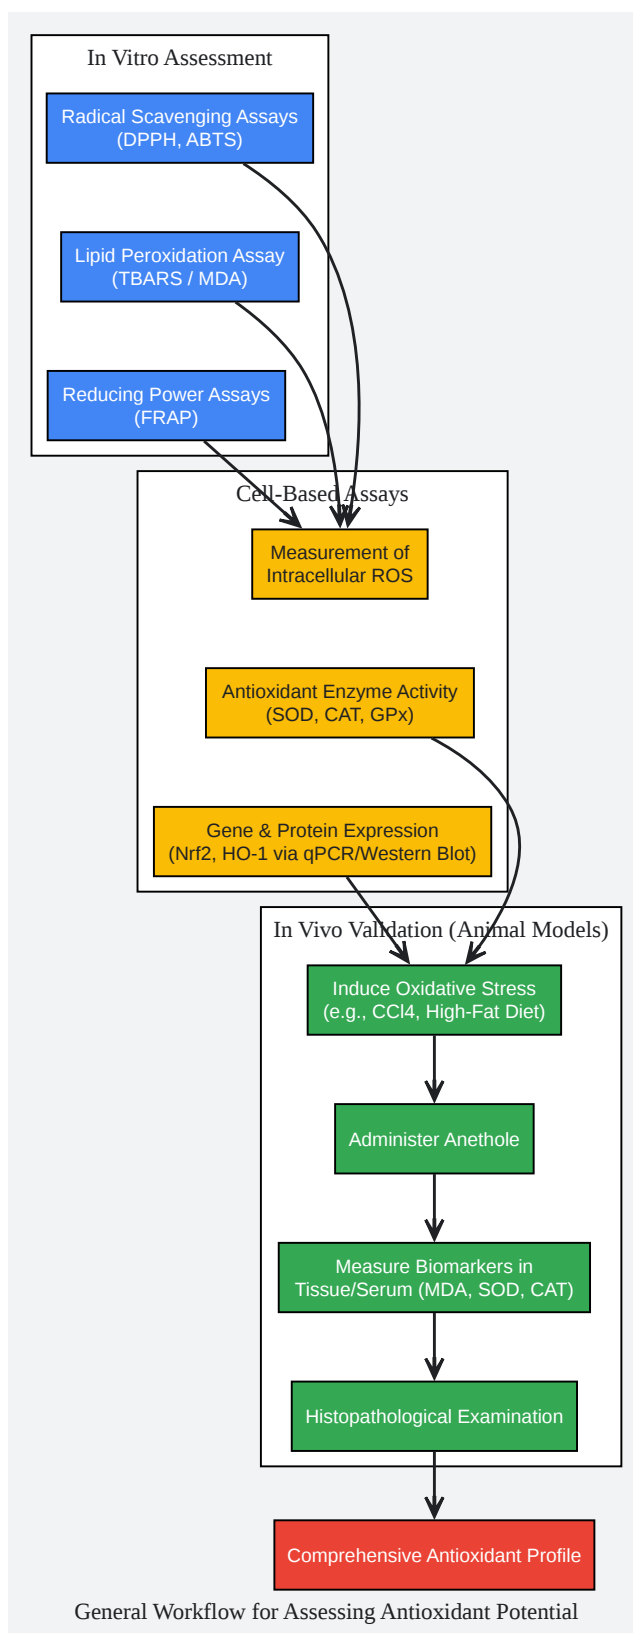 In Vitro Assessment
Radical Scavenging Assays
(DPPH, ABTS)
Lipid Peroxidation Assay
(TBARS / MDA)
Reducing Power Assays
(FRAP)
Cell-Based Assays
Measurement of
Intracellular ROS
Antioxidant Enzyme Activity
(SOD, CAT, GPx)
Gene & Protein Expression
(Nrf2, HO-1 via qPCR/Western Blot)
In Vivo Validation (Animal Models)
Induce Oxidative Stress
(e.g., CCl4, High-Fat Diet)
Administer Anethole
Measure Biomarkers in
Tissue/Serum (MDA, SOD, CAT)
Histopathological Examination
Comprehensive Antioxidant Profile
General Workflow for Assessing Antioxidant Potential